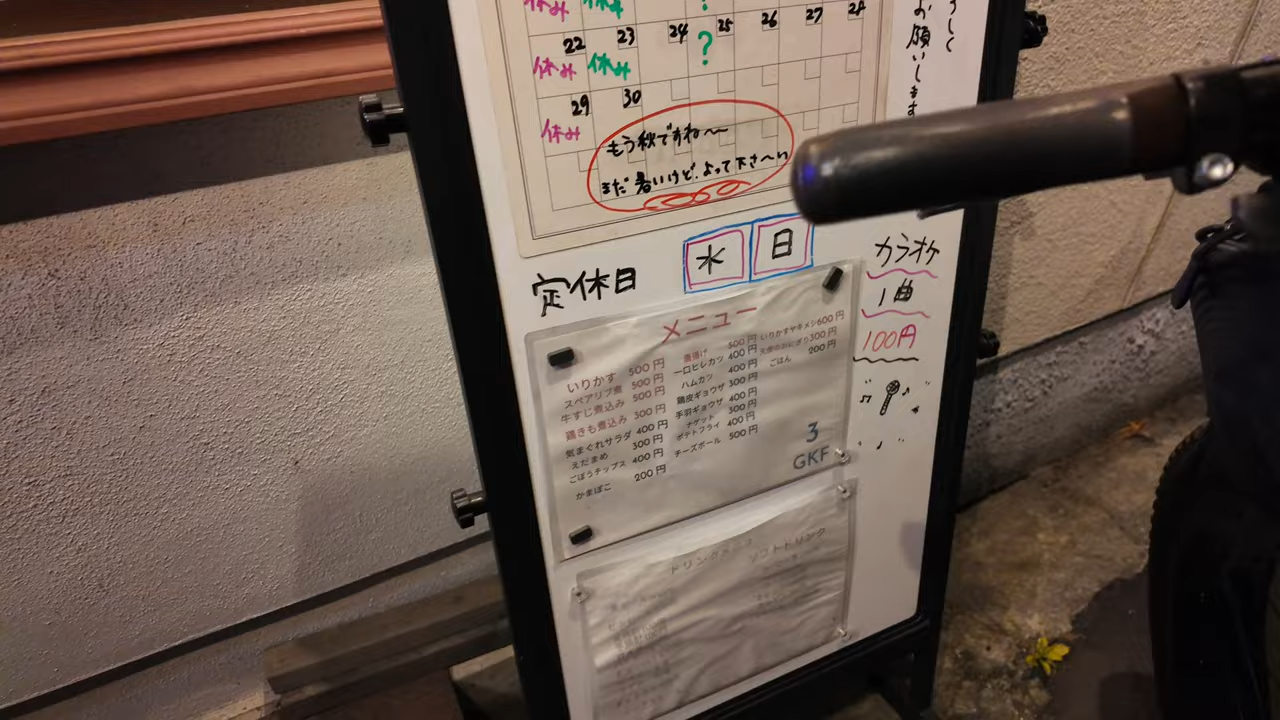 休み 休み ?
22 23 24 25 26 27 28
休み 休み ?
29 30
休み
もう秋ですね〜〜
まだ暑いけど、よって下さ〜い
お願いします
定休日 水 日
カラオケ
1曲
100円
メニュー
いりかす 500円
スペアリブ煮 500円
牛すじ煮込み 500円
鶏きも煮込み 300円
気まぐれサラダ 400円
えだまめ 300円
ごぼうチップス 400円
かまぼこ 200円
唐揚げ 500円
一口ヒレカツ 400円
ハムカツ 400円
鶏皮ギョウザ 300円
手羽ギョウザ 400円
ナゲット 300円
ポテトフライ 400円
チーズボール 500円
いりかすヤキメシ 600円
300円
ごはん 200円
3
GKF
ソフトドリンク